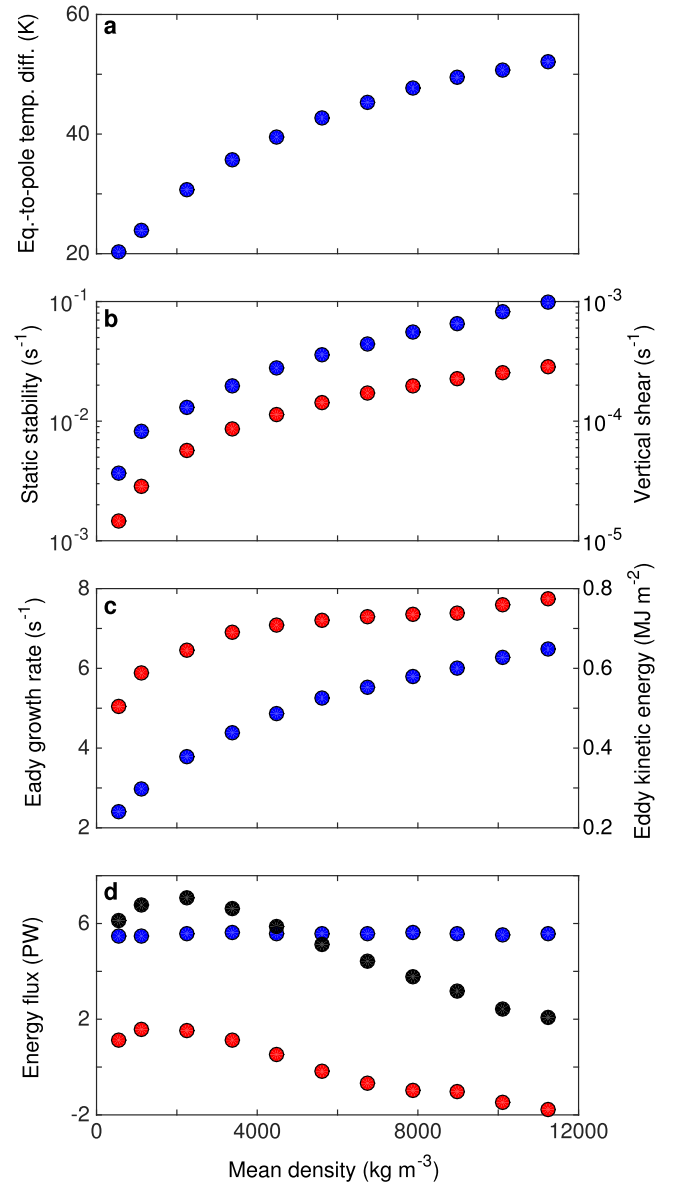 a
60
40
20
Eq.-to-pole temp. diff. (K)
b
10^-1
10^-2
10^-3
Static stability (s^-1)
10^-3
10^-4
10^-5
Vertical shear (s^-1)
c
8
6
4
2
Eady growth rate (s^-1)
0.8
0.6
0.4
0.2
Eddy kinetic energy (MJ m^-2)
d
6
2
-2
Energy flux (PW)
0 4000 8000 12000
Mean density (kg m^-3)